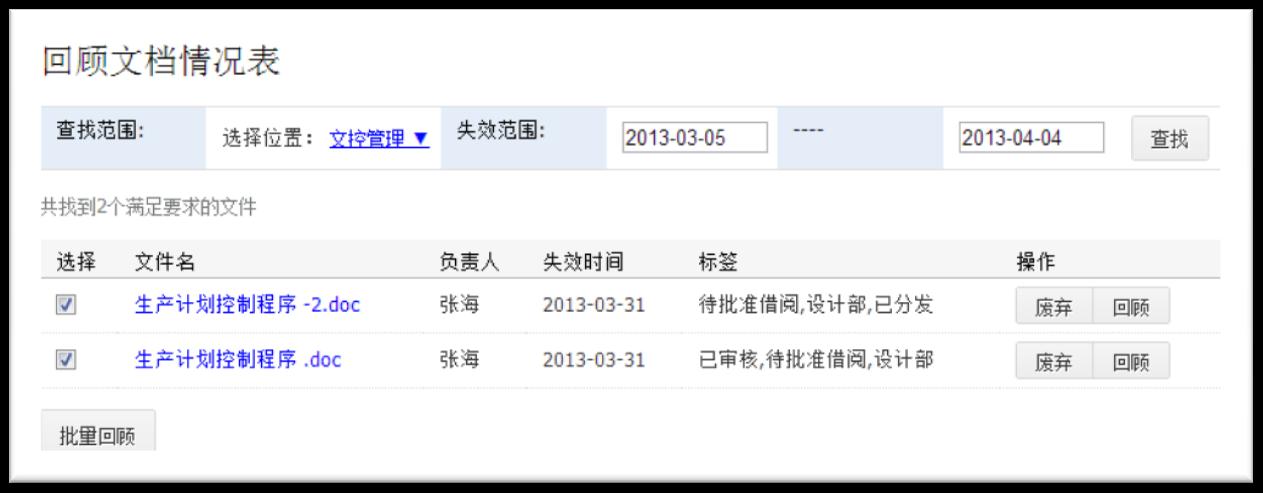 回顾文档情况表
查找范围: 选择位置: 文控管理 ▼ 失效范围: 2013-03-05 ---- 2013-04-04 查找
共找到2个满足要求的文件
选择 文件名 负责人 失效时间 标签 操作
生产计划控制程序 -2.doc 张海 2013-03-31 待批准借阅,设计部,已分发 废弃 回顾
生产计划控制程序 .doc 张海 2013-03-31 已审核,待批准借阅,设计部 废弃 回顾
批量回顾